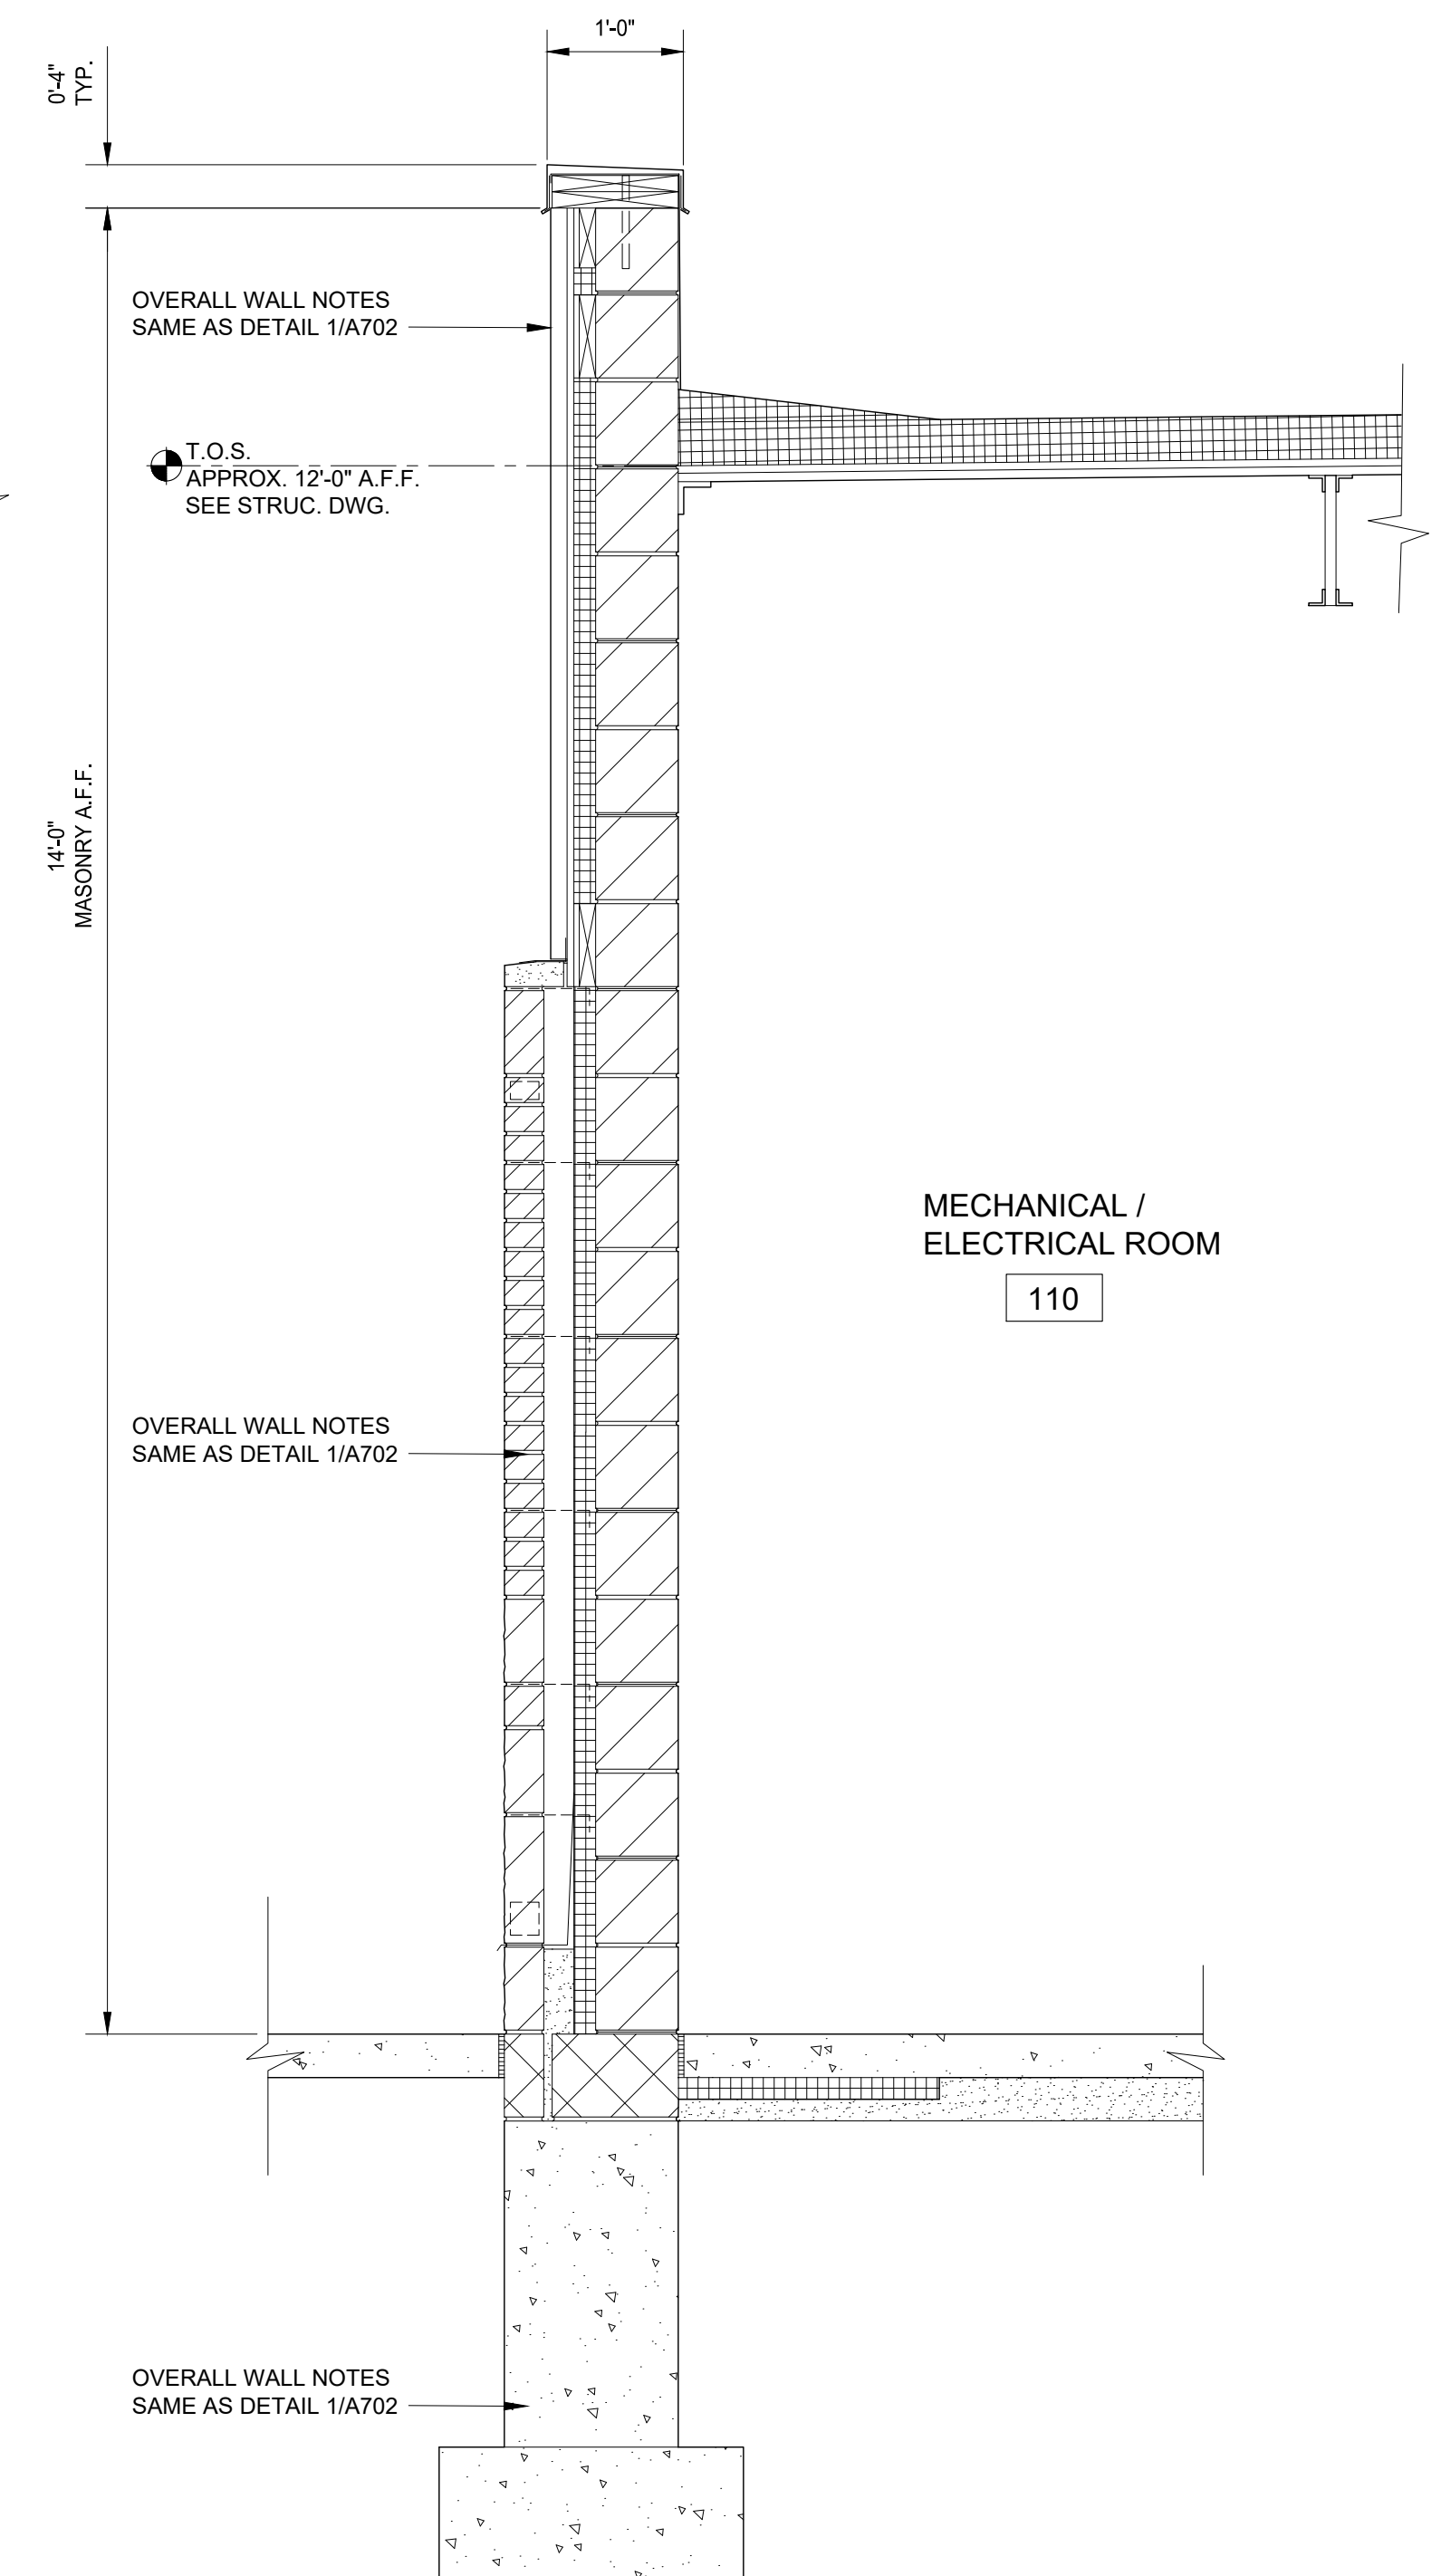 1'-0"
0'-4"
TYP.
OVERALL WALL NOTES
SAME AS DETAIL 1/A702
T.O.S.
APPROX. 12'-0" A.F.F.
SEE STRUC. DWG.
14'-0"
MASONRY A.F.F.
MECHANICAL /
ELECTRICAL ROOM
110
OVERALL WALL NOTES
SAME AS DETAIL 1/A702
OVERALL WALL NOTES
SAME AS DETAIL 1/A702